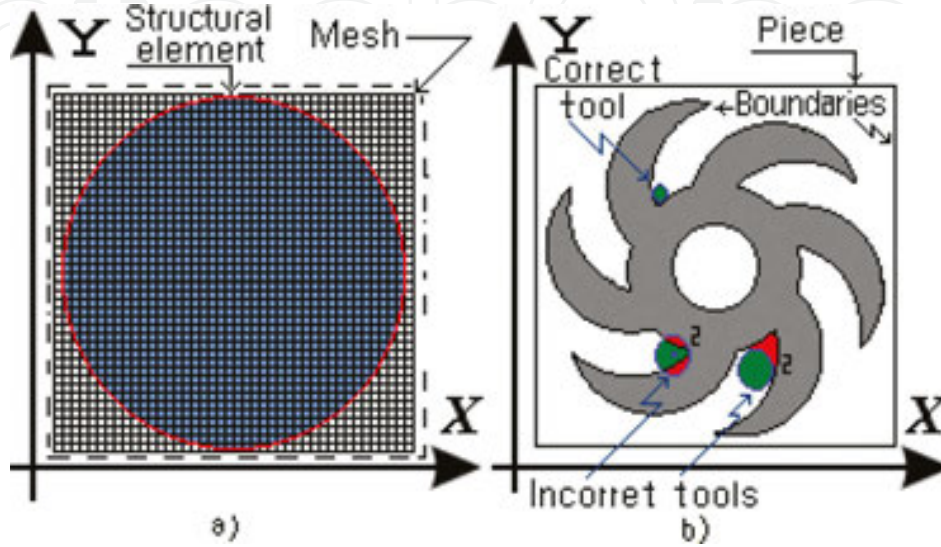 Y
Structural
element
Mesh
X
a)
Y
Piece
Correct
tool
Boundaries
2
2
X
Incorret tools
b)